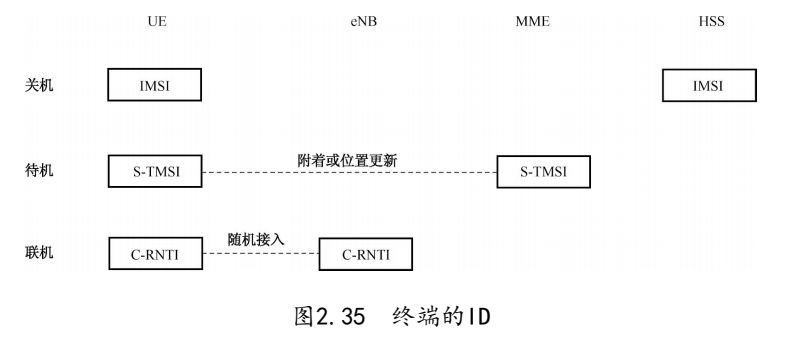 UE eNB MME HSS
关机 IMSI IMSI
附着或位置更新
待机 S-TMSI S-TMSI
随机接入
联机 C-RNTI C-RNTI
图2.35 终端的ID